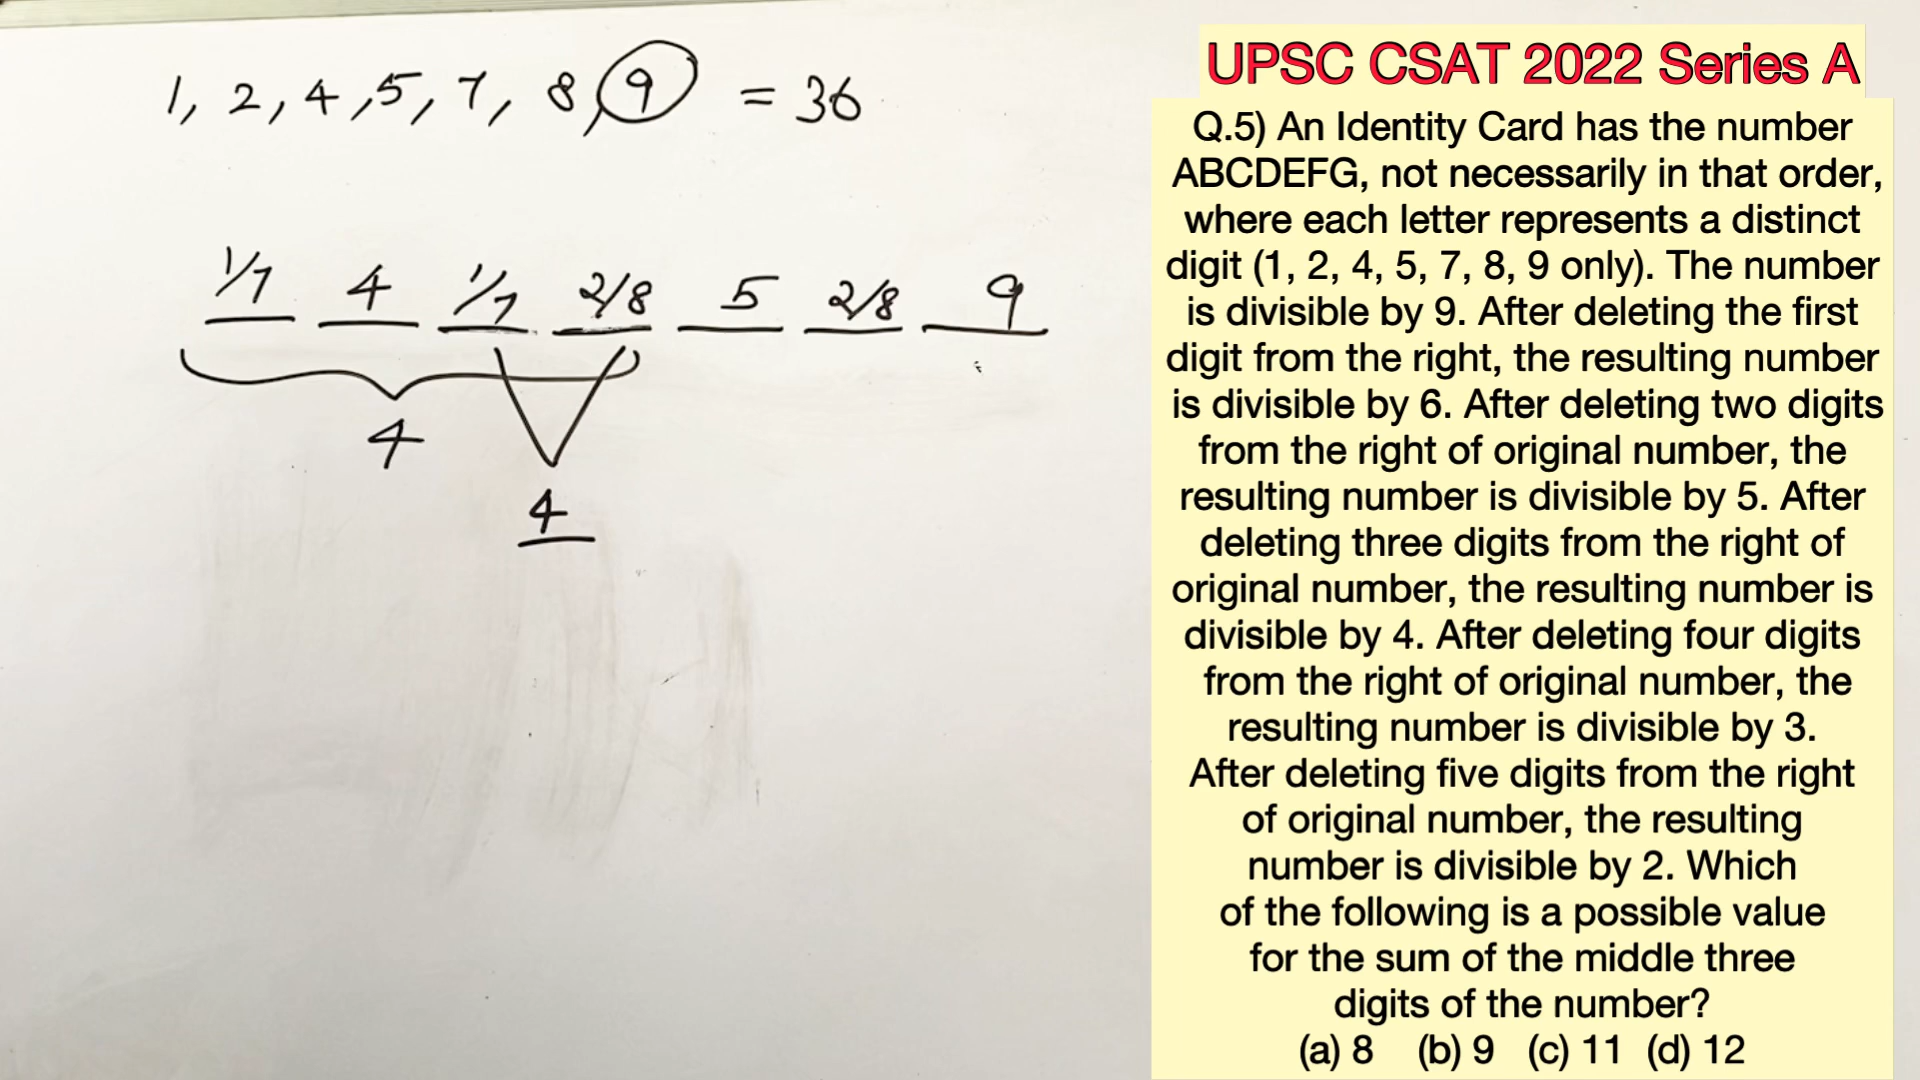 1, 2, 4, 5, 7, 8, 9 = 36
1/7 4 1/7 2/8 5 2/8 9
4
4
UPSC CSAT 2022 Series A
Q.5) An Identity Card has the number
ABCDEFG, not necessarily in that order,
where each letter represents a distinct
digit (1, 2, 4, 5, 7, 8, 9 only). The number
is divisible by 9. After deleting the first
digit from the right, the resulting number
is divisible by 6. After deleting two digits
from the right of original number, the
resulting number is divisible by 5. After
deleting three digits from the right of
original number, the resulting number is
divisible by 4. After deleting four digits
from the right of original number, the
resulting number is divisible by 3.
After deleting five digits from the right
of original number, the resulting
number is divisible by 2. Which
of the following is a possible value
for the sum of the middle three
digits of the number?
(a) 8 (b) 9 (c) 11 (d) 12